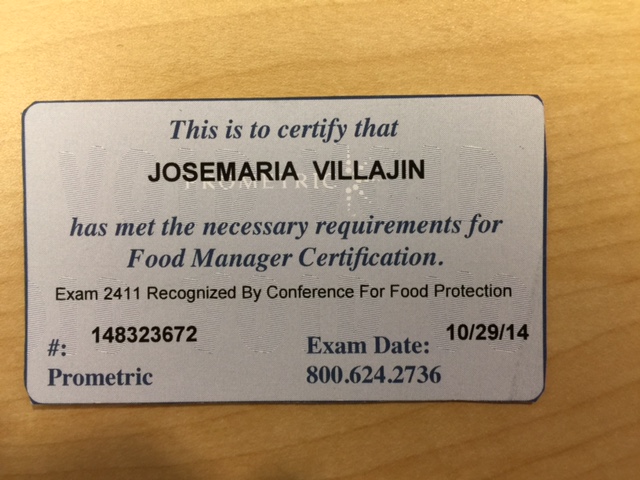 This is to certify that
JOSEMARIA VILLAJIN
PROMETRIC
has met the necessary requirements for
Food Manager Certification.
Exam 2411 Recognized By Conference For Food Protection
#: 148323672 Exam Date: 10/29/14
Prometric 800.624.2736